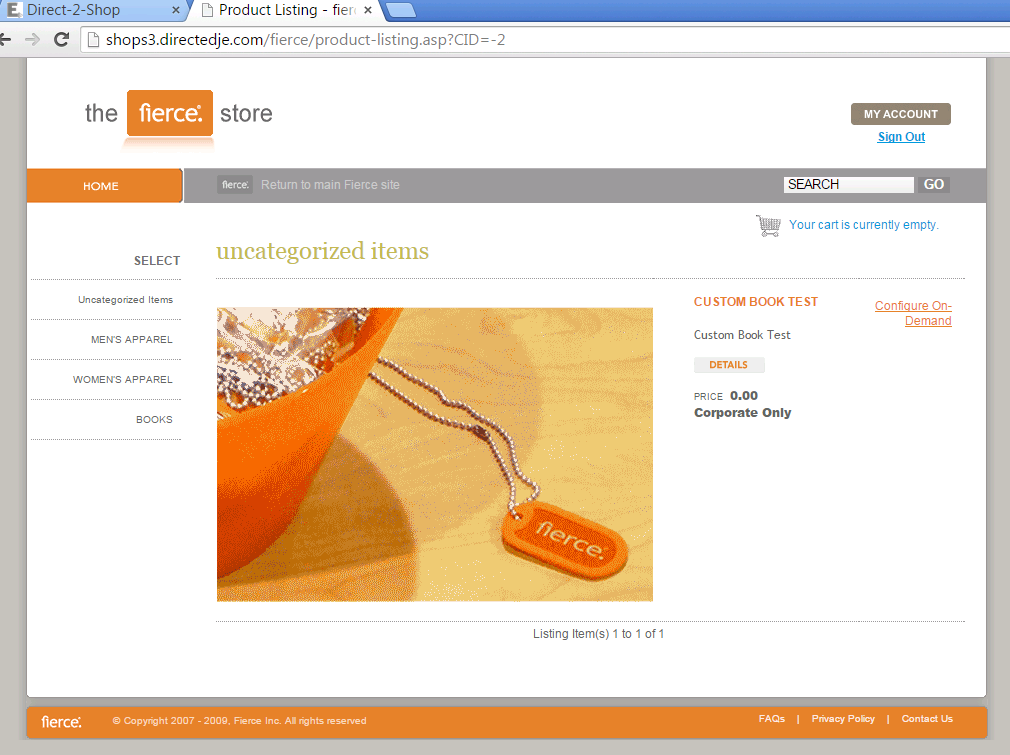 Direct-2-Shop
Product Listing - fier
shops3.directedje.com/fierce/product-listing.asp?CID=-2
the fierce. store
MY ACCOUNT
Sign Out
HOME
fierce. Return to main Fierce site
SEARCH GO
Your cart is currently empty.
uncategorized items
SELECT
Uncategorized Items
MEN'S APPAREL
WOMEN'S APPAREL
BOOKS
CUSTOM BOOK TEST
Configure On-
Demand
Custom Book Test
DETAILS
PRICE 0.00
Corporate Only
fierce.
Listing Item(s) 1 to 1 of 1
fierce. © Copyright 2007 - 2009, Fierce Inc. All rights reserved
FAQs | Privacy Policy | Contact Us